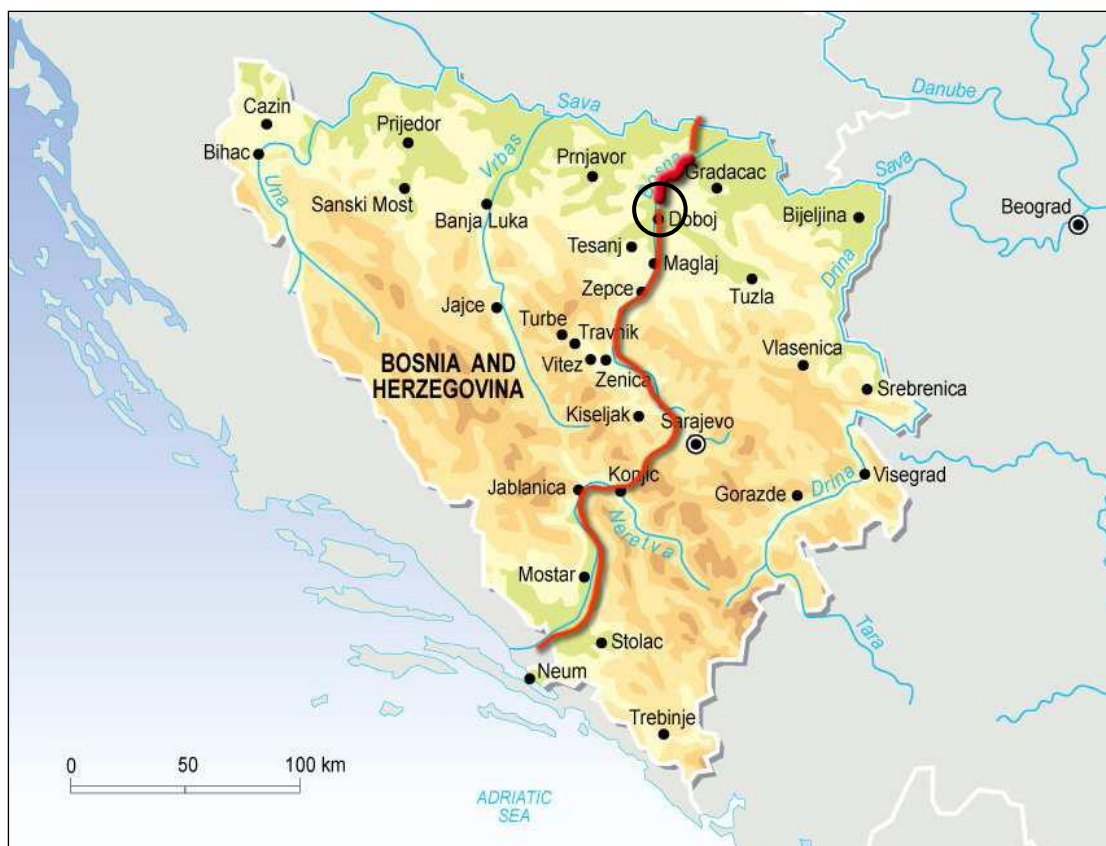 Danube
Sava
Cazin
Prijedor
Bihac
Vrbas
Prnjavor
Bosna
Gradacac
Sava
Una
Sanski Most
Banja Luka
Doboj
Bijeljina
Beograd
Tesanj
Maglaj
Drina
Zepce
Tuzla
Jajce
Turbe
Travnik
BOSNIA AND
HERZEGOVINA
Vitez
Zenica
Vlasenica
Srebrenica
Kiseljak
Sarajevo
Jablanica
Konjic
Gorazde
Drina
Visegrad
Neretva
Mostar
Stolac
Tara
Neum
Trebinje
0 50 100 km
ADRIATIC
SEA